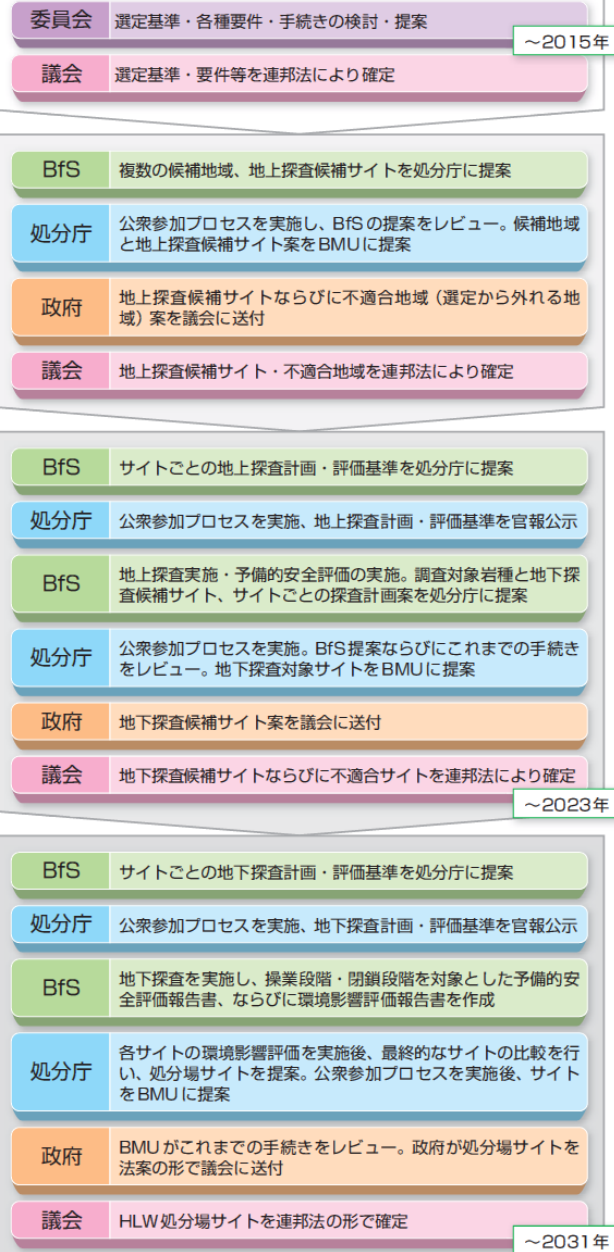 委員会 選定基準・各種要件・手続きの検討・提案
～2015年
議会 選定基準・要件等を連邦法により確定
BfS 複数の候補地域、地上探査候補サイトを処分庁に提案
処分庁 公衆参加プロセスを実施し、BfSの提案をレビュー。候補地域
と地上探査候補サイト案をBMUに提案
政府 地上探査候補サイトならびに不適合地域（選定から外れる地
域）案を議会に送付
議会 地上探査候補サイト・不適合地域を連邦法により確定
BfS サイトごとの地上探査計画・評価基準を処分庁に提案
処分庁 公衆参加プロセスを実施、地上探査計画・評価基準を官報公示
BfS 地上探査実施・予備的安全評価の実施。調査対象岩種と地下探
査候補サイト、サイトごとの探査計画案を処分庁に提案
処分庁 公衆参加プロセスを実施。BfS提案ならびにこれまでの手続き
をレビュー。地下探査対象サイトをBMUに提案
政府 地下探査候補サイト案を議会に送付
議会 地下探査候補サイトならびに不適合サイトを連邦法により確定
～2023年
BfS サイトごとの地下探査計画・評価基準を処分庁に提案
処分庁 公衆参加プロセスを実施、地下探査計画・評価基準を官報公示
BfS 地下探査を実施し、操業段階・閉鎖段階を対象とした予備的安
全評価報告書、ならびに環境影響評価報告書を作成
処分庁 各サイトの環境影響評価を実施後、最終的なサイトの比較を行
い、処分場サイトを提案。公衆参加プロセスを実施後、サイト
をBMUに提案
政府 BMUがこれまでの手続きをレビュー。政府が処分場サイトを
法案の形で議会に送付
議会 HLW処分場サイトを連邦法の形で確定
～2031年